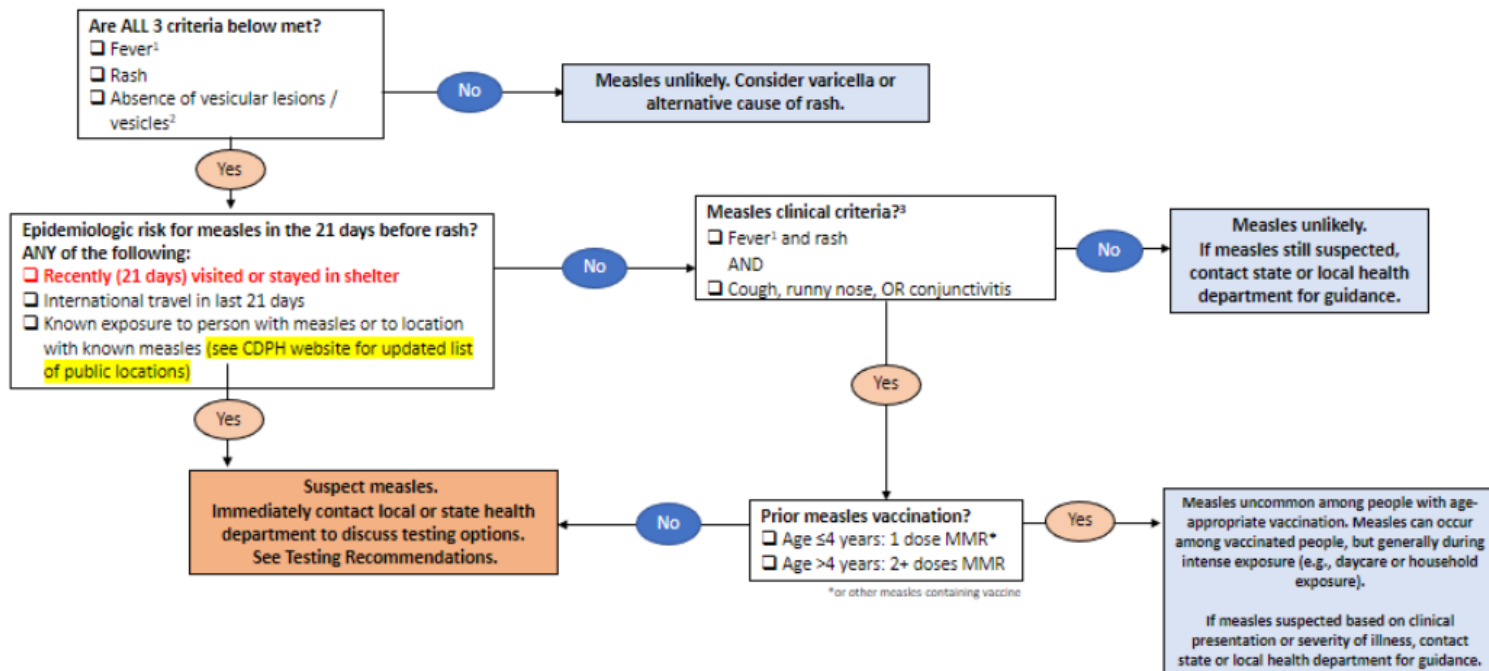 Are ALL 3 criteria below met?
❑ Fever¹
❑ Rash
❑ Absence of vesicular lesions /
vesicles²
No
Measles unlikely. Consider varicella or
alternative cause of rash.
Yes
Epidemiologic risk for measles in the 21 days before rash?
ANY of the following:
❑ Recently (21 days) visited or stayed in shelter
❑ International travel in last 21 days
❑ Known exposure to person with measles or to location
with known measles (see CDPH website for updated list
of public locations)
No
Measles clinical criteria?³
❑ Fever¹ and rash
AND
❑ Cough, runny nose, OR conjunctivitis
No
Measles unlikely.
If measles still suspected,
contact state or local health
department for guidance.
Yes
Yes
Suspect measles.
Immediately contact local or state health
department to discuss testing options.
See Testing Recommendations.
No
Prior measles vaccination?
❑ Age ≤4 years: 1 dose MMR*
❑ Age >4 years: 2+ doses MMR
*or other measles containing vaccine
Yes
Measles uncommon among people with age-
appropriate vaccination. Measles can occur
among vaccinated people, but generally during
intense exposure (e.g., daycare or household
exposure).
If measles suspected based on clinical
presentation or severity of illness, contact
state or local health department for guidance.